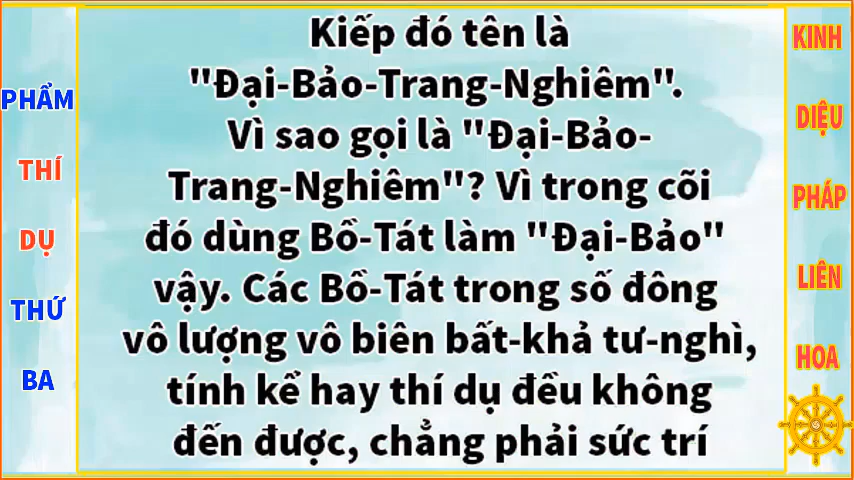 PHẨM
THÍ
DỤ
THỨ
BA
Kiếp đó tên là
"Đại-Bảo-Trang-Nghiêm".
Vì sao gọi là "Đại-Bảo-
Trang-Nghiêm"? Vì trong cõi
đó dùng Bồ-Tát làm "Đại-Bảo"
vậy. Các Bồ-Tát trong số đông
vô lượng vô biên bất-khả tư-nghì,
tính kể hay thí dụ đều không
đến được, chẳng phải sức trí
KINH
DIỆU
PHÁP
LIÊN
HOA